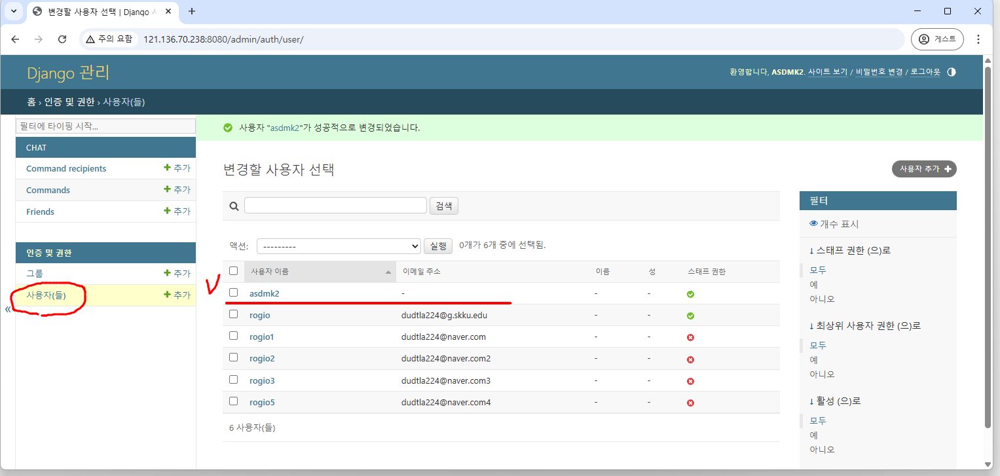 변경할 사용자 선택 | Django
주의 요함 121.136.70.238:8080/admin/auth/user/ 게스트
Django 관리
환영합니다, ASDMK2. 사이트 보기 / 비밀번호 변경 / 로그아웃
홈 › 인증 및 권한 › 사용자(들)
필터에 타이핑 시작...
CHAT
Command recipients + 추가
Commands + 추가
Friends + 추가
인증 및 권한
그룹 + 추가
사용자(들) + 추가
«
사용자 "asdmk2"가 성공적으로 변경되었습니다.
변경할 사용자 선택
사용자 추가 +
검색
액션: --------- 실행 0개가 6개 중에 선택됨.
사용자 이름 이메일 주소 이름 성 스태프 권한
asdmk2 - - -
rogio dudtla224@g.skku.edu - -
rogio1 dudtla224@naver.com - -
rogio2 dudtla224@naver.com2 - -
rogio3 dudtla224@naver.com3 - -
rogio5 dudtla224@naver.com4 - -
6 사용자(들)
필터
개수 표시
↓ 스태프 권한 (으)로
모두
예
아니오
↓ 최상위 사용자 권한 (으)로
모두
예
아니오
↓ 활성 (으)로
모두
예
아니오